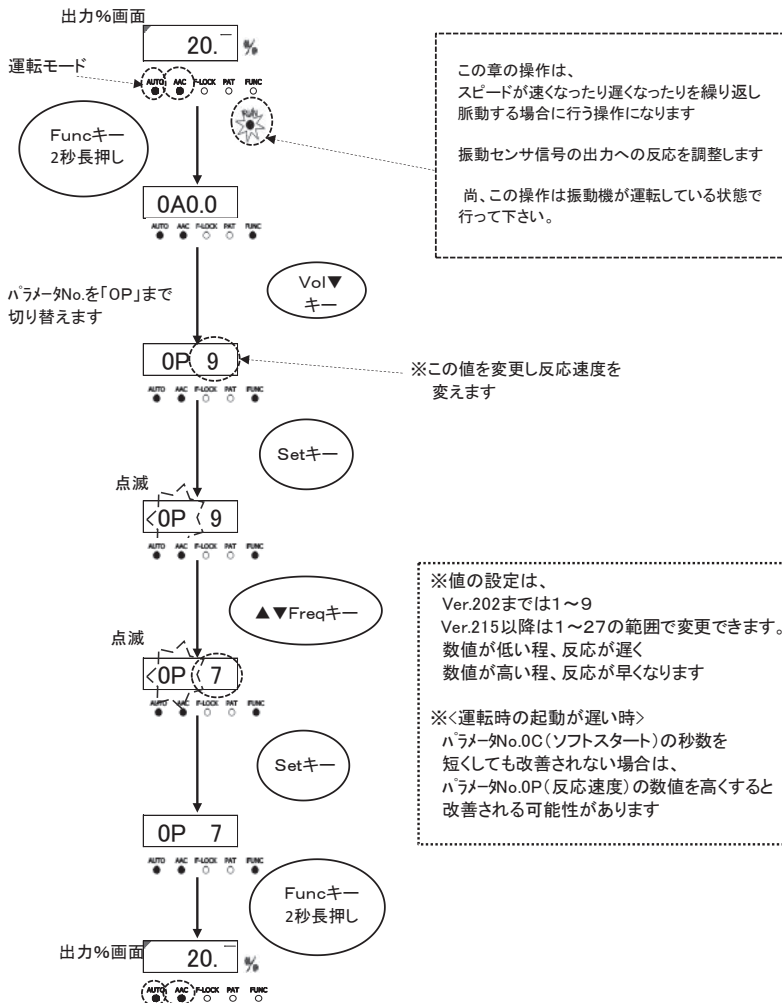 出力%画面
20. %
運転モード
AUTO AAC F-LOCK PAT FUNC
Funcキー
2秒長押し
この章の操作は、
スピードが速くなったり遅くなったりを繰り返し
脈動する場合に行う操作になります
振動センサ信号の出力への反応を調整します
尚、この操作は振動機が運転している状態で
行って下さい。
0A0.0
AUTO AAC F-LOCK PAT FUNC
Vol▼
キー
パラメータNo.を「0P」まで
切り替えます
0P 9
AUTO AAC F-LOCK PAT FUNC
※この値を変更し反応速度を
変えます
Setキー
点滅
0P 9
AUTO AAC F-LOCK PAT FUNC
▲▼Freqキー
点滅
0P 7
AUTO AAC F-LOCK PAT FUNC
※値の設定は、
Ver.202までは1~9
Ver.215以降は1~27の範囲で変更できます。
数値が低い程、反応が遅く
数値が高い程、反応が早くなります
※<運転時の起動が遅い時>
パラメータNo.0C(ソフトスタート)の秒数を
短くしても改善されない場合は、
パラメータNo.0P(反応速度)の数値を高くすると
改善される可能性があります
Setキー
0P 7
AUTO AAC F-LOCK PAT FUNC
Funcキー
2秒長押し
出力%画面
20. %
AUTO AAC F-LOCK PAT FUNC